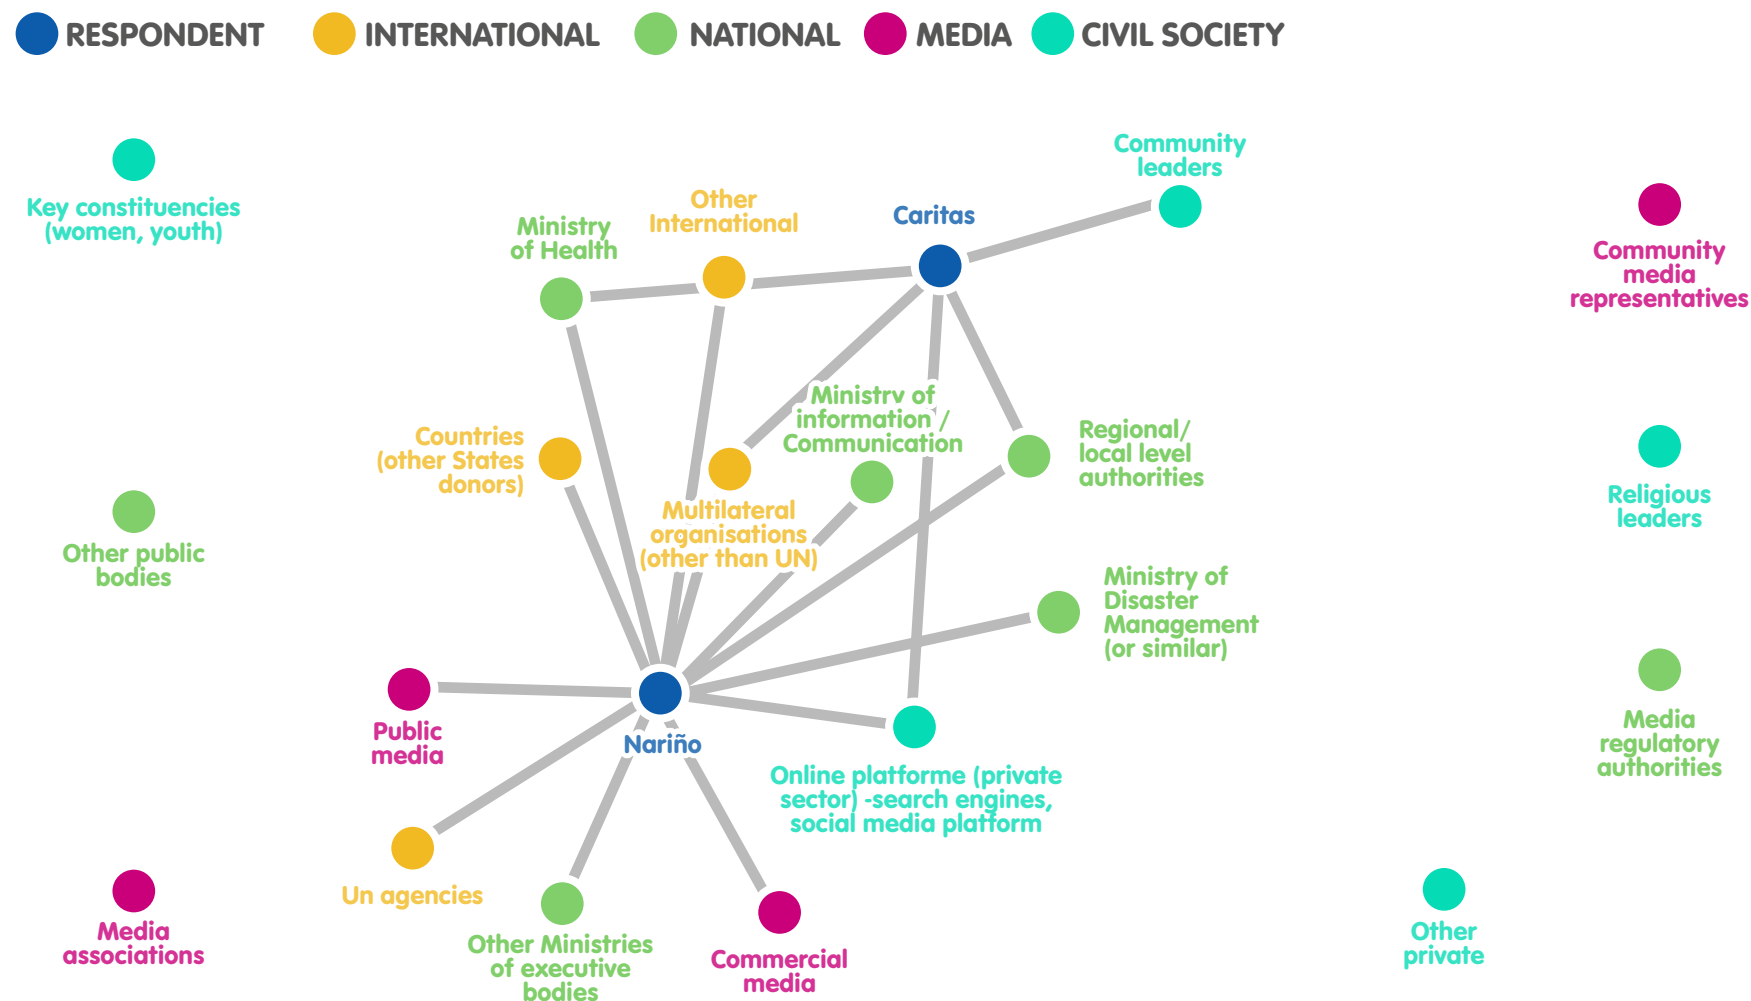 RESPONDENT
INTERNATIONAL
NATIONAL
MEDIA
CIVIL SOCIETY
Community
leaders
Key constituencies
(women, youth)
Other
International
Caritas
Ministry
of Health
Community
media
representatives
Ministry of
information /
Communication
Countries
(other States
donors)
Regional/
local level
authorities
Multilateral
organisations
(other than UN)
Religious
leaders
Other public
bodies
Ministry of
Disaster
Management
(or similar)
Public
media
Nariño
Media
regulatory
authorities
Online platforme (private
sector) -search engines,
social media platform
Un agencies
Media
associations
Other Ministries
of executive
bodies
Commercial
media
Other
private